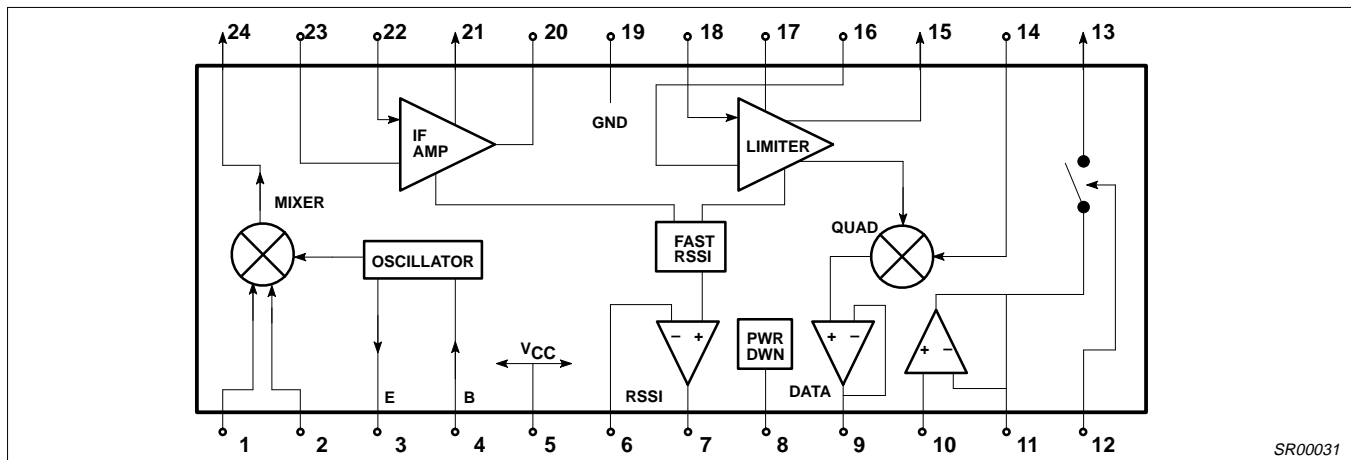 24 23 22 21 20 19 18 17 16 15 14 13
GND
IF
AMP
LIMITER
MIXER
QUAD
FAST
RSSI
OSCILLATOR
− +
PWR
DWN
+ −
+ −
VCC
E B
RSSI
DATA
1 2 3 4 5 6 7 8 9 10 11 12
SR00031